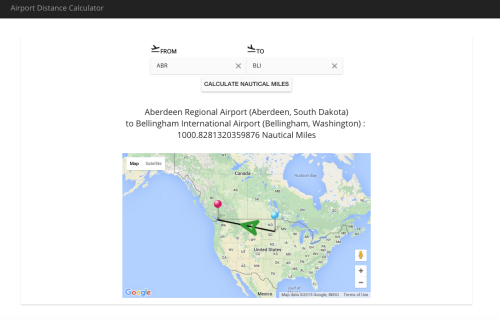 Airport Distance Calculator
FROM
TO
ABR
BLI
CALCULATE NAUTICAL MILES
Aberdeen Regional Airport (Aberdeen, South Dakota)
to Bellingham International Airport (Bellingham, Washington) :
1000.8281320359876 Nautical Miles
Map Satellite
Canada
Hudson Bay
United States
Mexico
Google
Map data ©2015 Google, INEGI Terms of Use